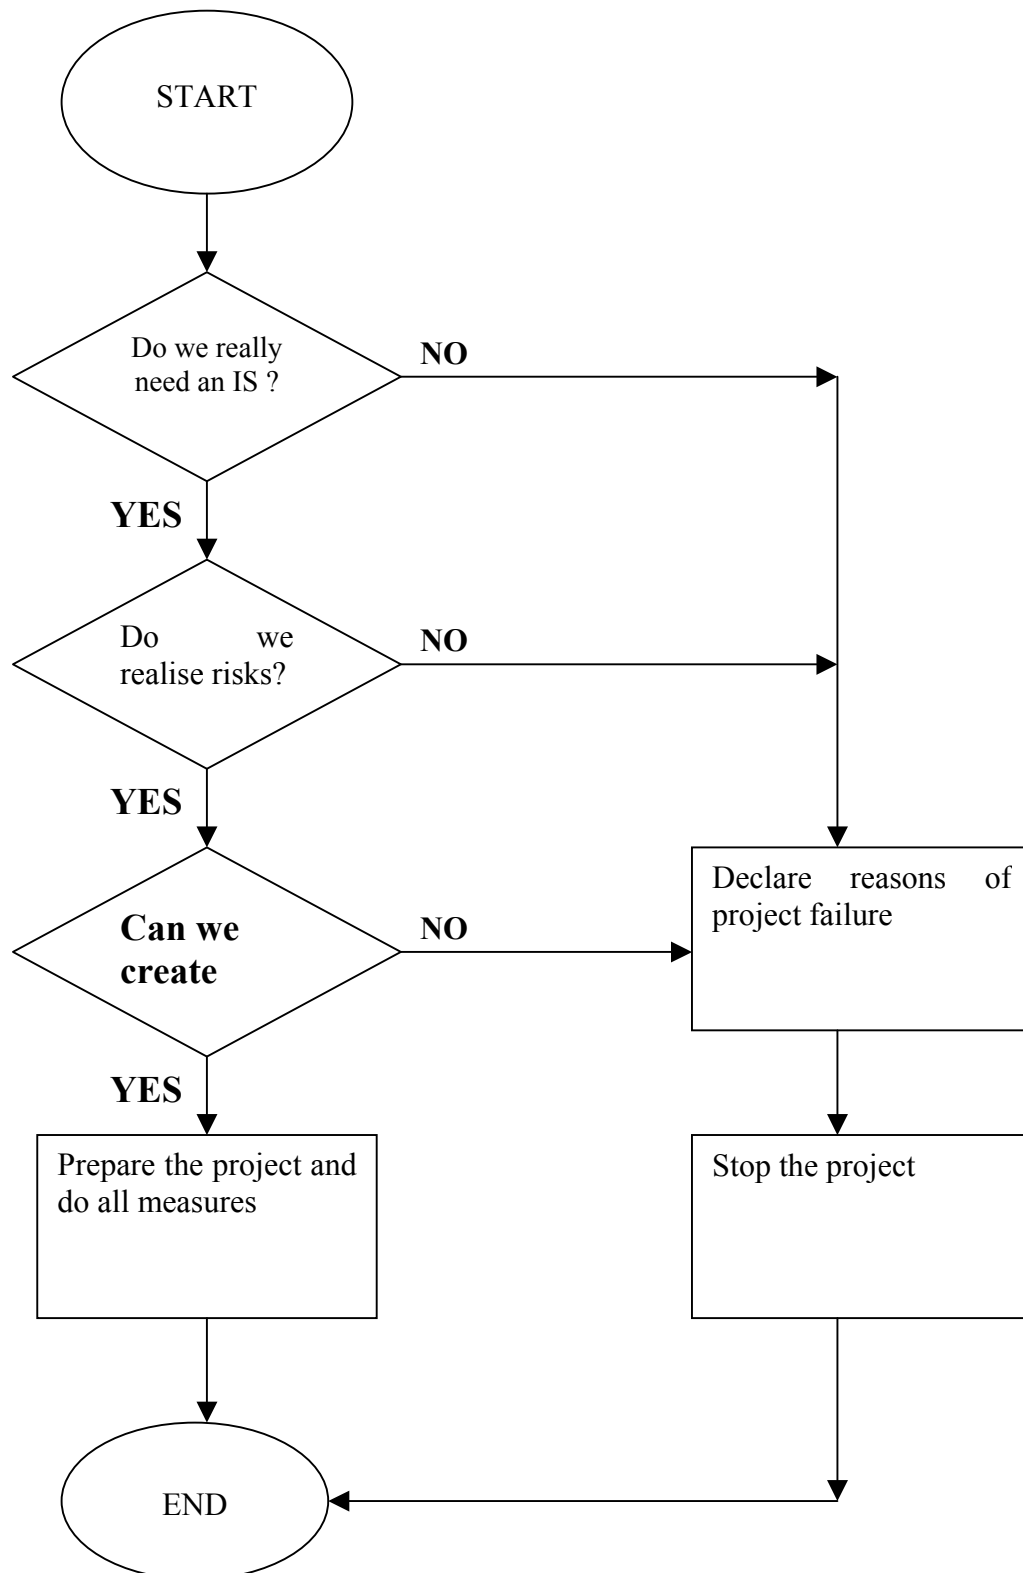 START
Do we really
need an IS ?
NO
YES
Do we
realise risks?
NO
YES
Can we
create
NO
Declare reasons of
project failure
YES
Prepare the project and
do all measures
Stop the project
END